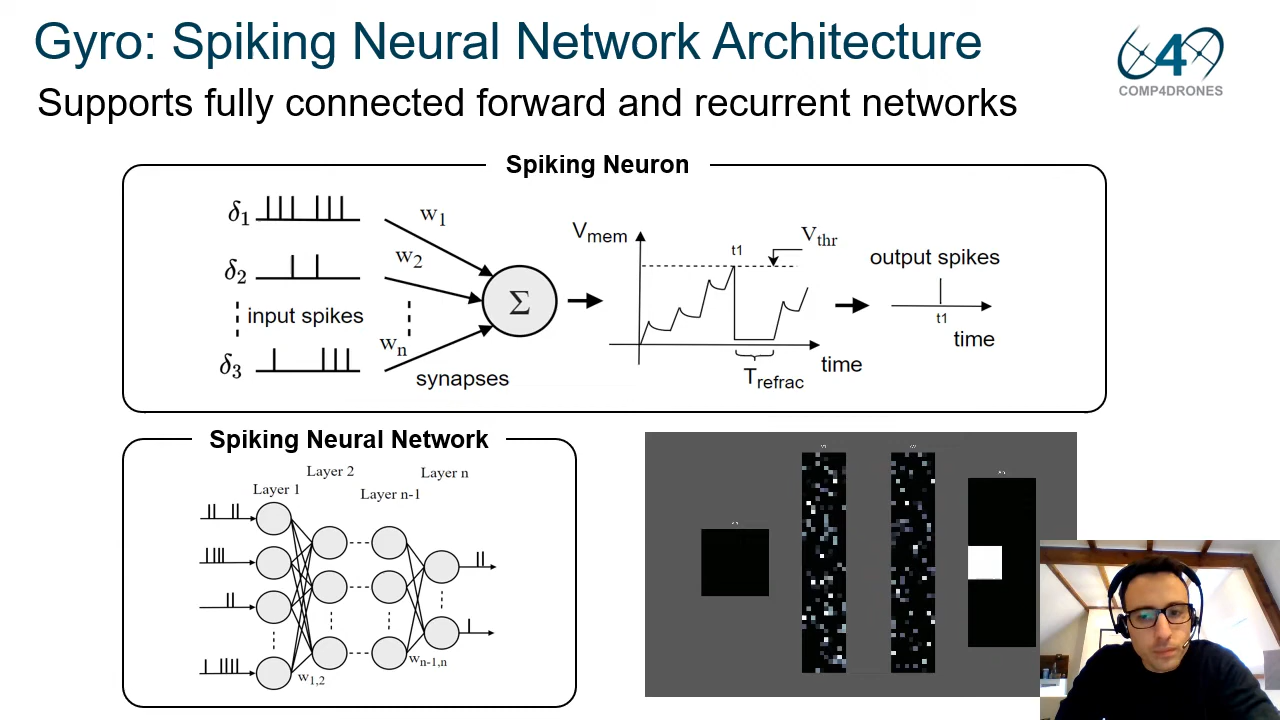 Gyro: Spiking Neural Network Architecture
Supports fully connected forward and recurrent networks
649
COMP4DRONES
Spiking Neuron
δ1
w1
δ2
w2
input spikes
wn
δ3
synapses
Σ
Vmem
t1
Vthr
Trefrac
time
output spikes
t1
time
Spiking Neural Network
Layer 1
Layer 2
Layer n-1
Layer n
w1,2
wn-1,n